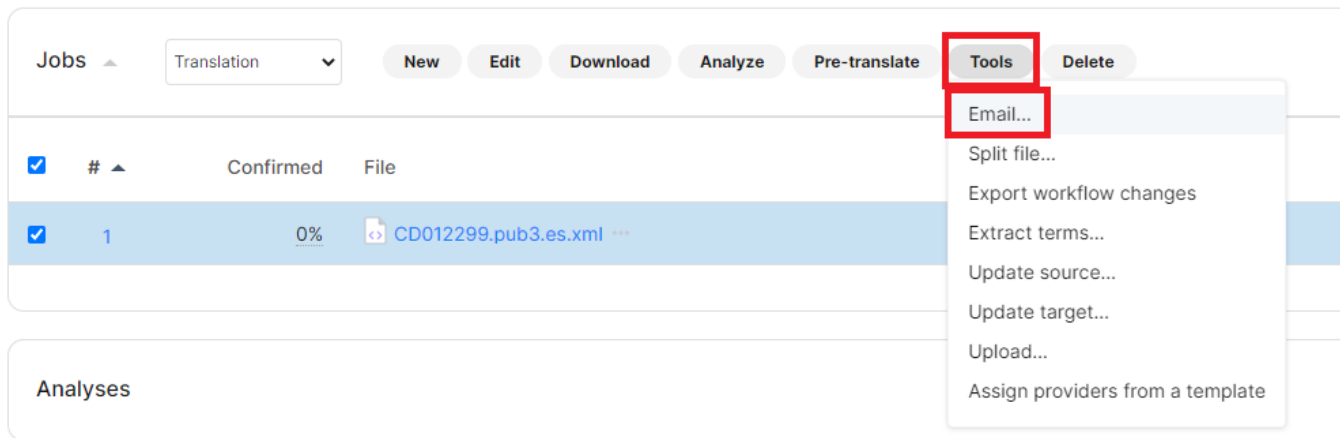 Jobs Translation New Edit Download Analyze Pre-translate Tools Delete
Email...
Split file...
Export workflow changes
Extract terms...
Update source...
Update target...
Upload...
Assign providers from a template
# Confirmed File
1 0% CD012299.pub3.es.xml ...
Analyses